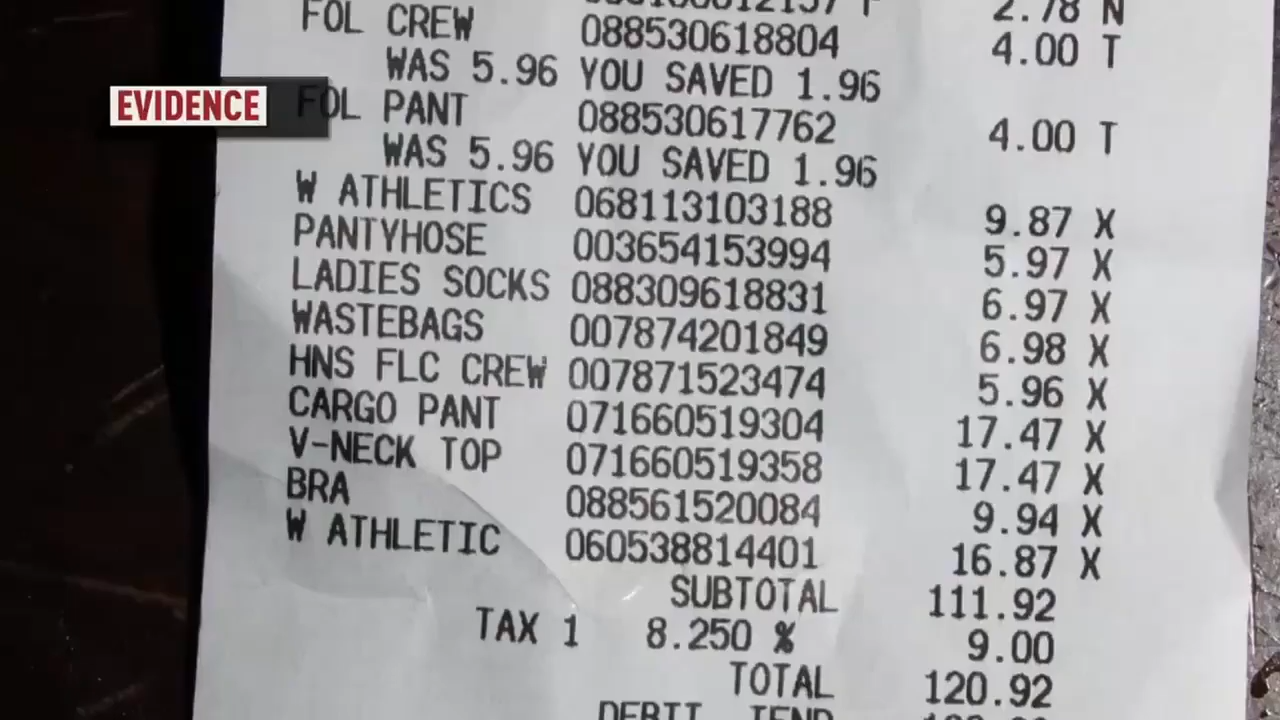 2.78 N
FOL CREW 088530618804 4.00 T
WAS 5.96 YOU SAVED 1.96
EVIDENCE
FOL PANT 088530617762 4.00 T
WAS 5.96 YOU SAVED 1.96
W ATHLETICS 068113103188 9.87 X
PANTYHOSE 003654153994 5.97 X
LADIES SOCKS 088309618831 6.97 X
WASTEBAGS 007874201849 6.98 X
HNS FLC CREW 007871523474 5.96 X
CARGO PANT 071660519304 17.47 X
V-NECK TOP 071660519358 17.47 X
BRA 088561520084 9.94 X
W ATHLETIC 060538814401 16.87 X
SUBTOTAL 111.92
TAX 1 8.250 % 9.00
TOTAL 120.92
DEBIT TEND